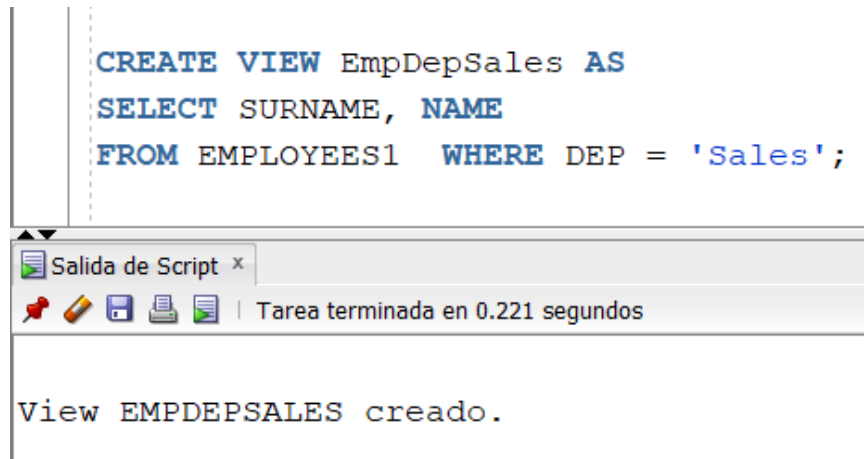 CREATE VIEW EmpDepSales AS
SELECT SURNAME, NAME
FROM EMPLOYEES1  WHERE DEP = 'Sales';
Salida de Script x
Tarea terminada en 0.221 segundos
View EMPDEPSALES creado.